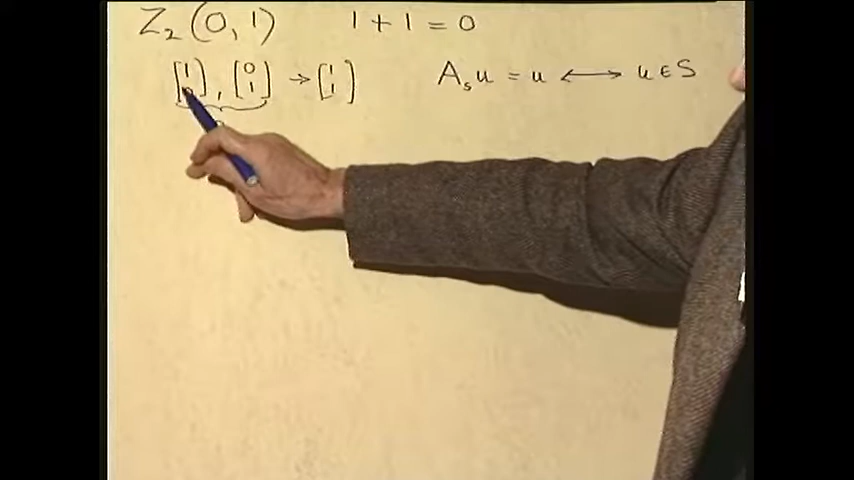 Z₂(0,1) 1 + 1 = 0
[1 0], [0 1] → [1 1] Aₛu = u ⟷ u ∈ S